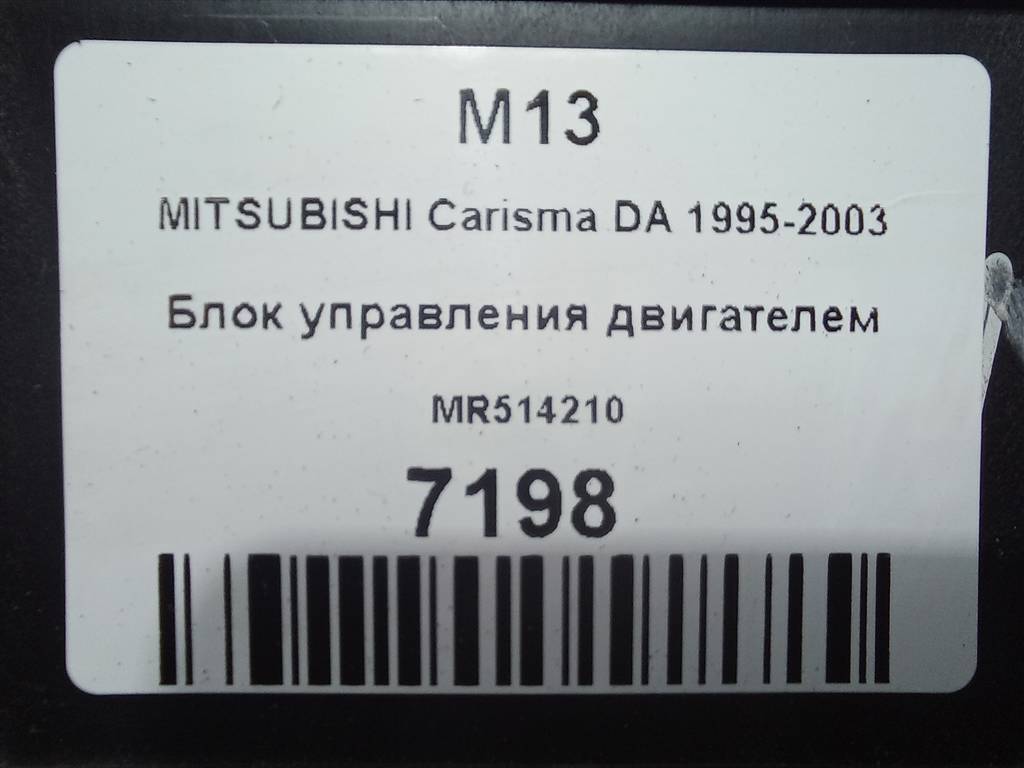 M13
MITSUBISHI Carisma DA 1995-2003
Блок управления двигателем
MR514210
7198